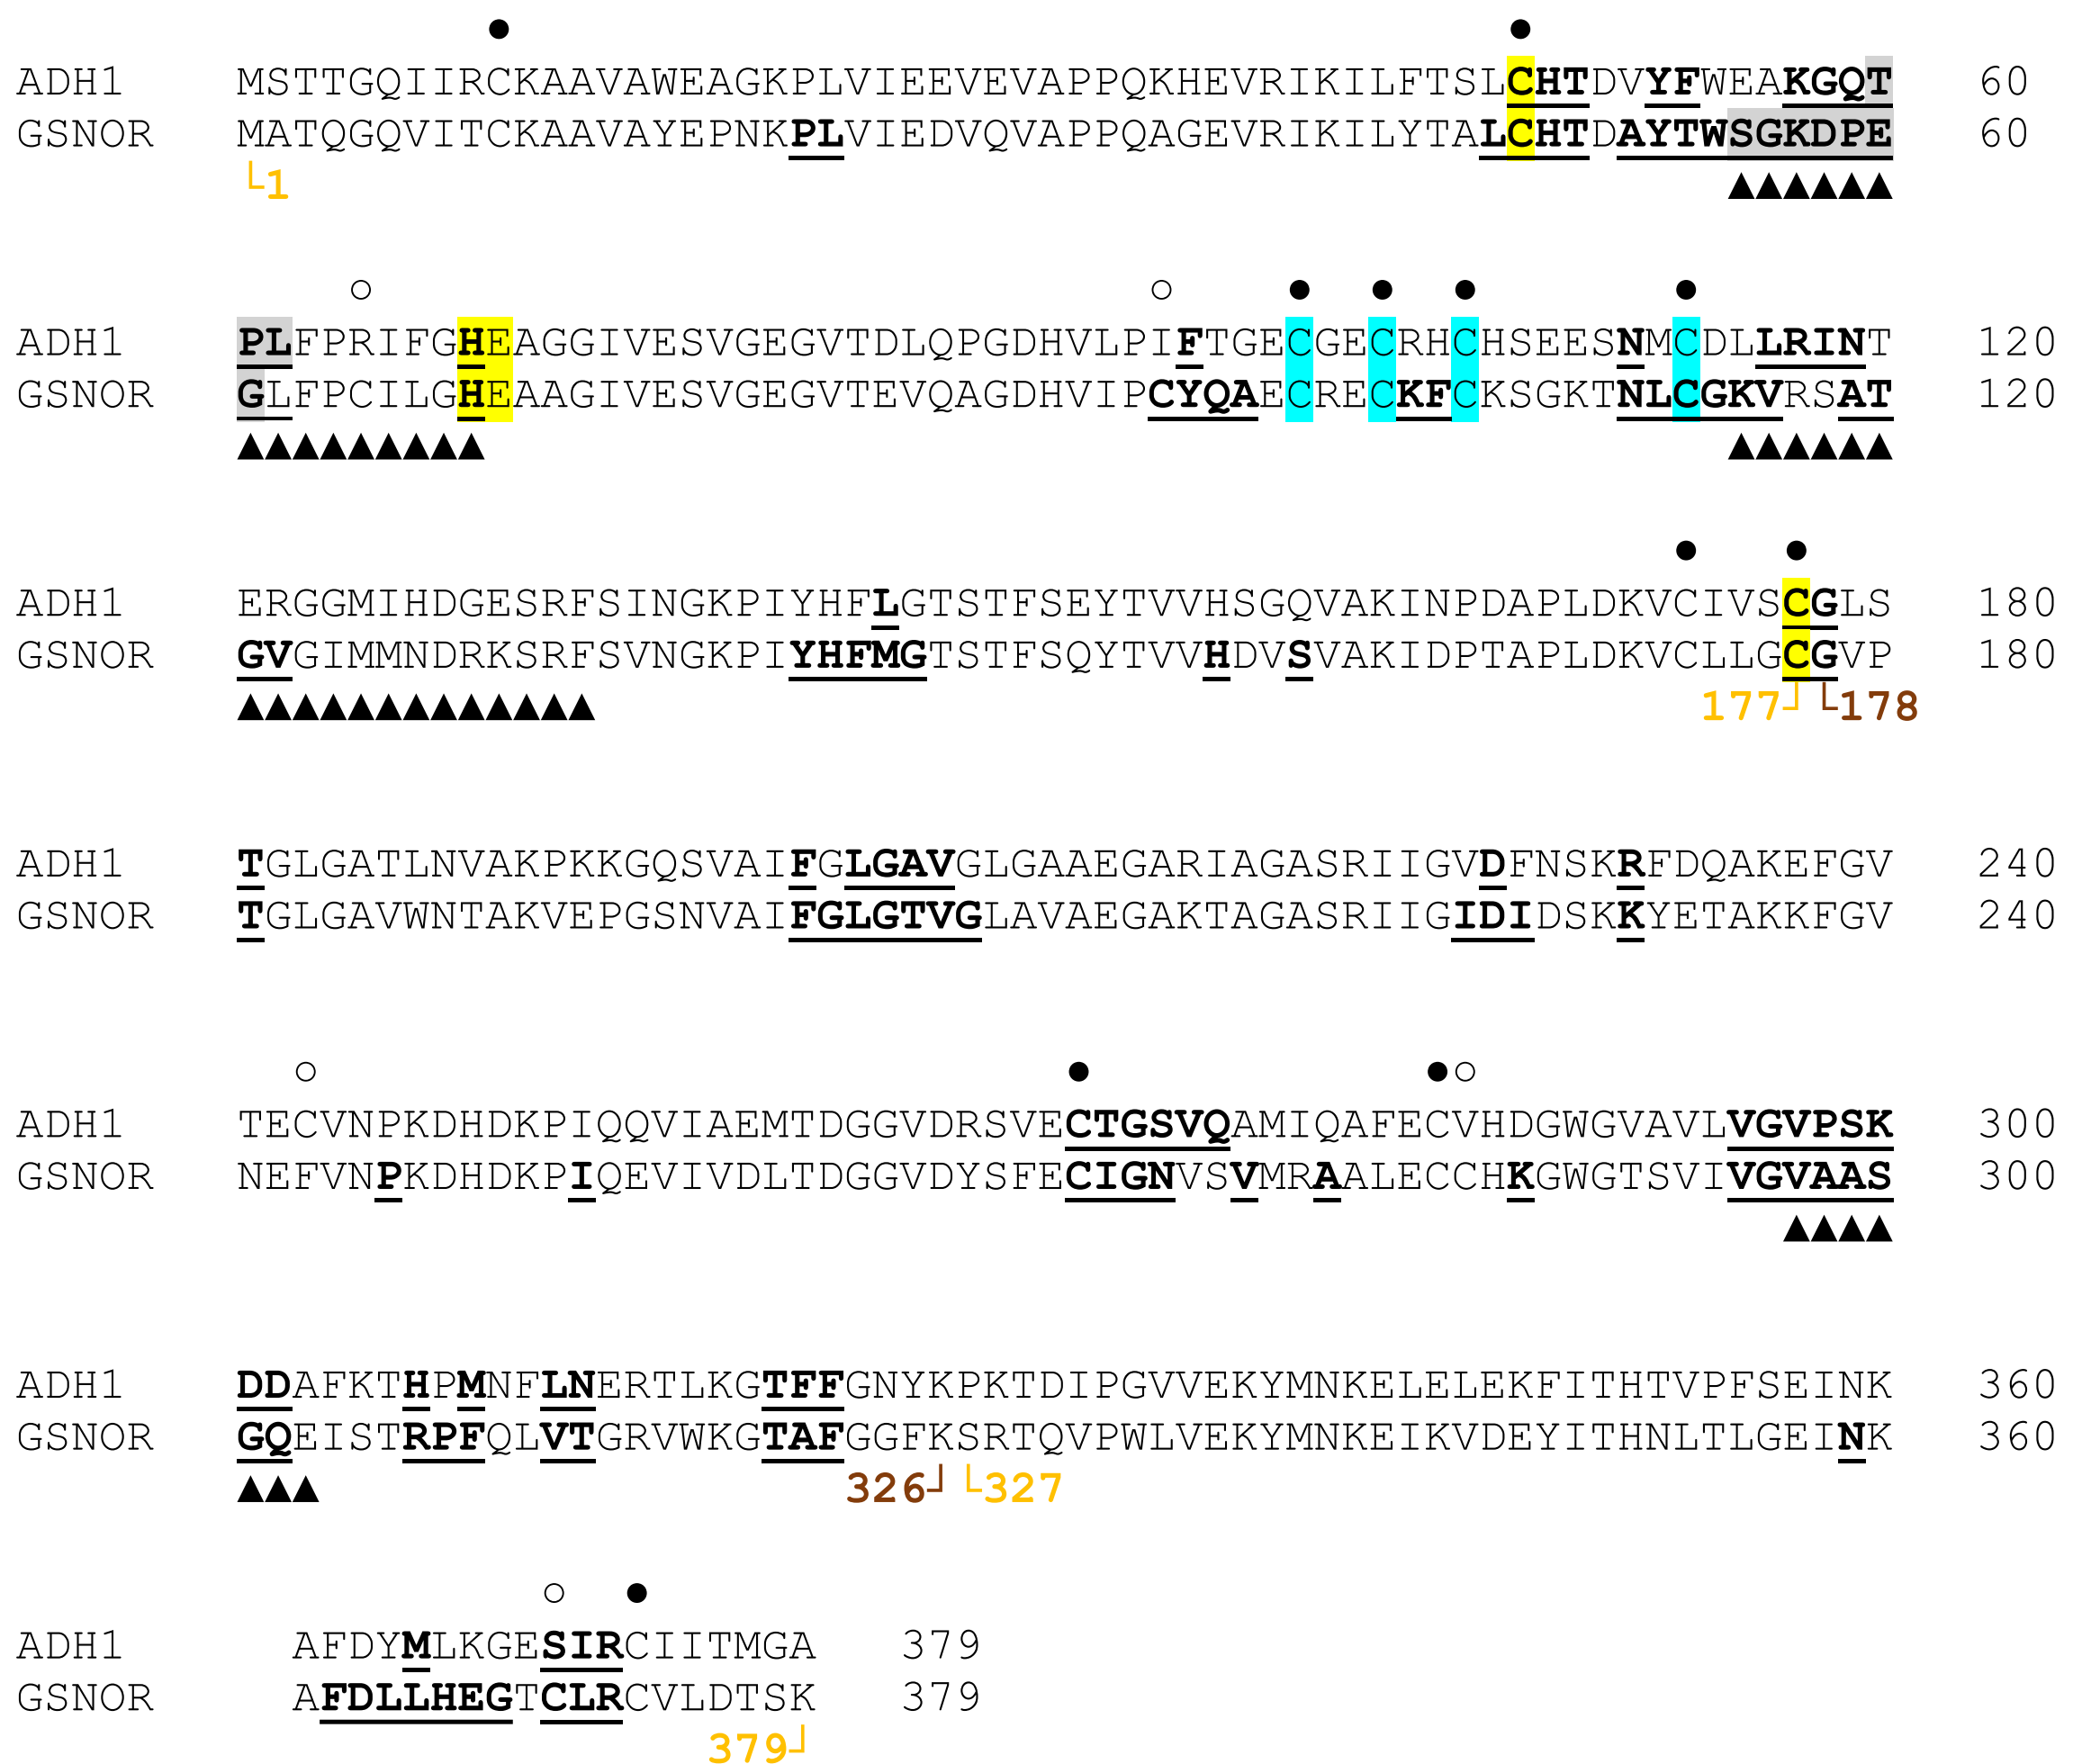 ADH1 MSTTGQIIRCKAAVAWEAGKPLVIEEVEVAPPQKHEVRIKILFTSLCHTDVYFWEAKGQT 60
GSNOR MATQGQVITCKAAVAYEPNKPLVIEDVQVAPPQAGEVRIKILYTALCHTDAYTWSGKDPE 60
1
ADH1 PLFPRIFGHEAGGIVESVGEGVTDLQPGDHVLPIFTGECGECRHCHSEESNMCDLLRINT 120
GSNOR GLFPCILGHEAAGIVESVGEGVTEVQAGDHVIPCYQAECRECKFCKSGKTNLCGKVRSAT 120
ADH1 ERGGMIHDGESRFSINGKPIYHFLGTSTFSEYTVVHSGQVAKINPDAPLDKVCIVSCGLS 180
GSNOR GVGIMMNDRKSRFSVNGKPIYHFMGTSTFSQYTVVHDVSVAKIDPTAPLDKVCLLGCGVP 180
177 178
ADH1 TGLGATLNVAKPKKGQSVAIFGLGAVGLGAAEGARIAGASRIIGVDFNSKRFDQAKEFGV 240
GSNOR TGLGAVWNTAKVEPGSNVAIFGLGTVGLAVAEGAKTAGASRIIGIDIDSKKYETAKKFGV 240
ADH1 TECVNPKDHDKPIQQVIAEMTDGGVDRSVECTGSVQAMIQAFECVHDGWGVAVLVGVPSK 300
GSNOR NEFVNPKDHDKPIQEVIVDLTDGGVDYSFECIGNVSVMRAALECCHKGWGTSVIVGVAAS 300
ADH1 DDAFKTHPMNFLNERTLKGTFFGNYKPKTDIPGVVEKYMNKELELEKFITHTVPFSEINK 360
GSNOR GQEISTRPFQLVTGRVWKGTAFGGFKSRTQVPWLVEKYMNKEIKVDEYITHNLTLGEINK 360
326 327
ADH1 AFDYMLKGESIRCIITMGA 379
GSNOR AFDLLHEGTCLRCVLDTSK 379
379